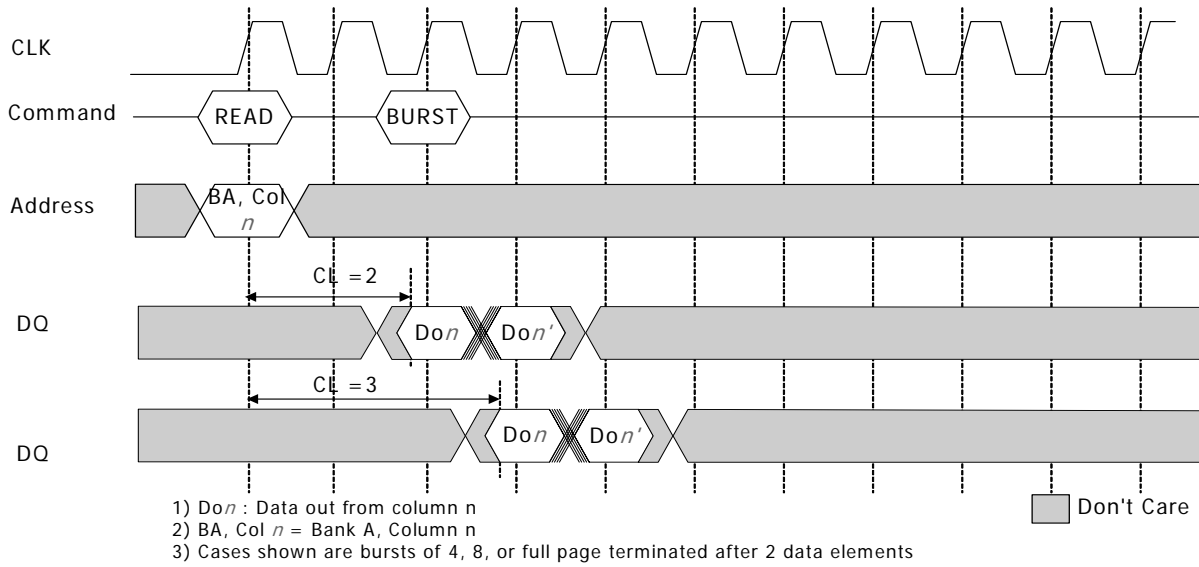 CLK
Command
READ
BURST
Address
BA, Col
n
CL = 2
DQ
Don
Don'
CL = 3
DQ
Don
Don'
1) Don : Data out from column n
2) BA, Col n = Bank A, Column n
3) Cases shown are bursts of 4, 8, or full page terminated after 2 data elements
Don't Care